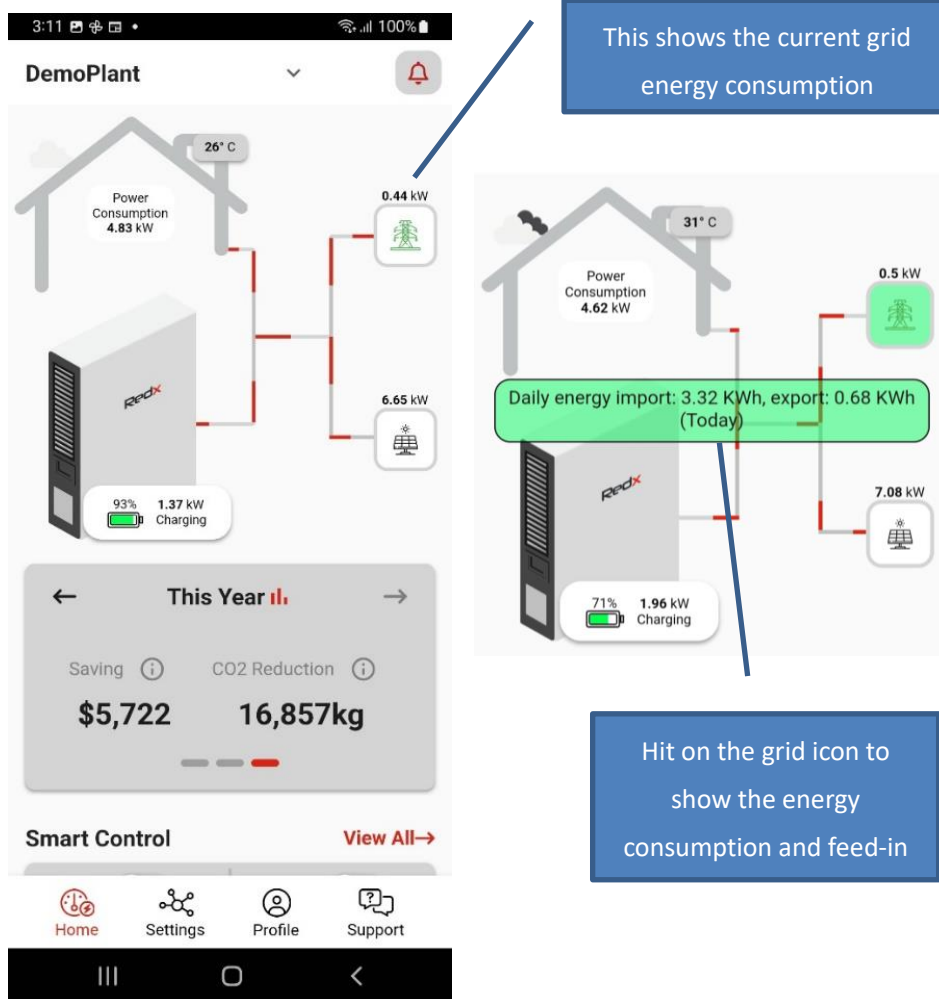 3:11 100%
DemoPlant
26° C
Power
Consumption
4.83 kW
0.44 kW
Redx
6.65 kW
93% 1.37 kW
Charging
This Year
Saving CO2 Reduction
$5,722 16,857kg
Smart Control View All→
Home Settings Profile Support
This shows the current grid
energy consumption
31° C
Power
Consumption
4.62 kW
0.5 kW
Daily energy import: 3.32 KWh, export: 0.68 KWh
(Today)
Redx
7.08 kW
71% 1.96 kW
Charging
Hit on the grid icon to
show the energy
consumption and feed-in